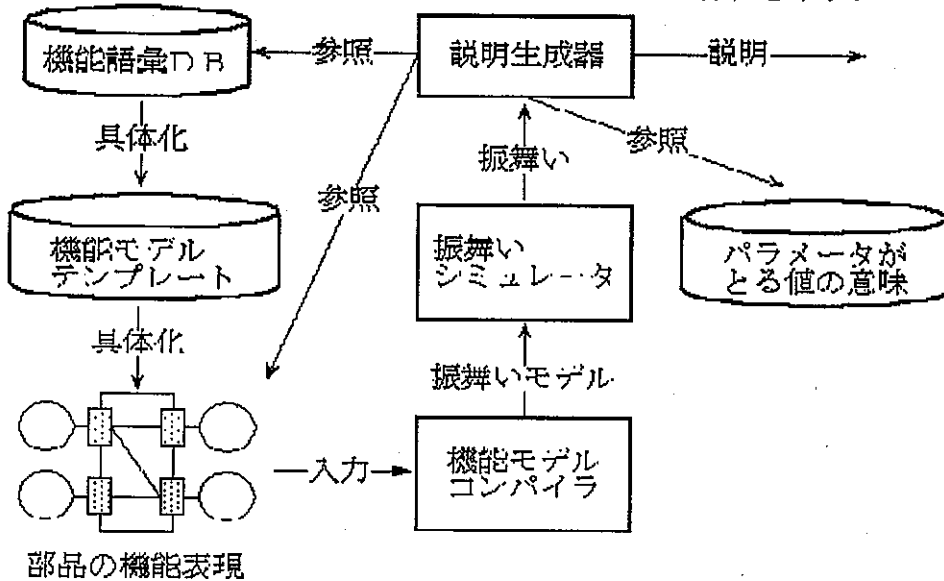 機能語彙DB
参照
説明生成器
説明
具体化
振舞い
参照
参照
機能モデル
テンプレート
振舞い
シミュレータ
パラメータが
とる値の意味
具体化
振舞いモデル
入力
機能モデル
コンパイラ
部品の機能表現